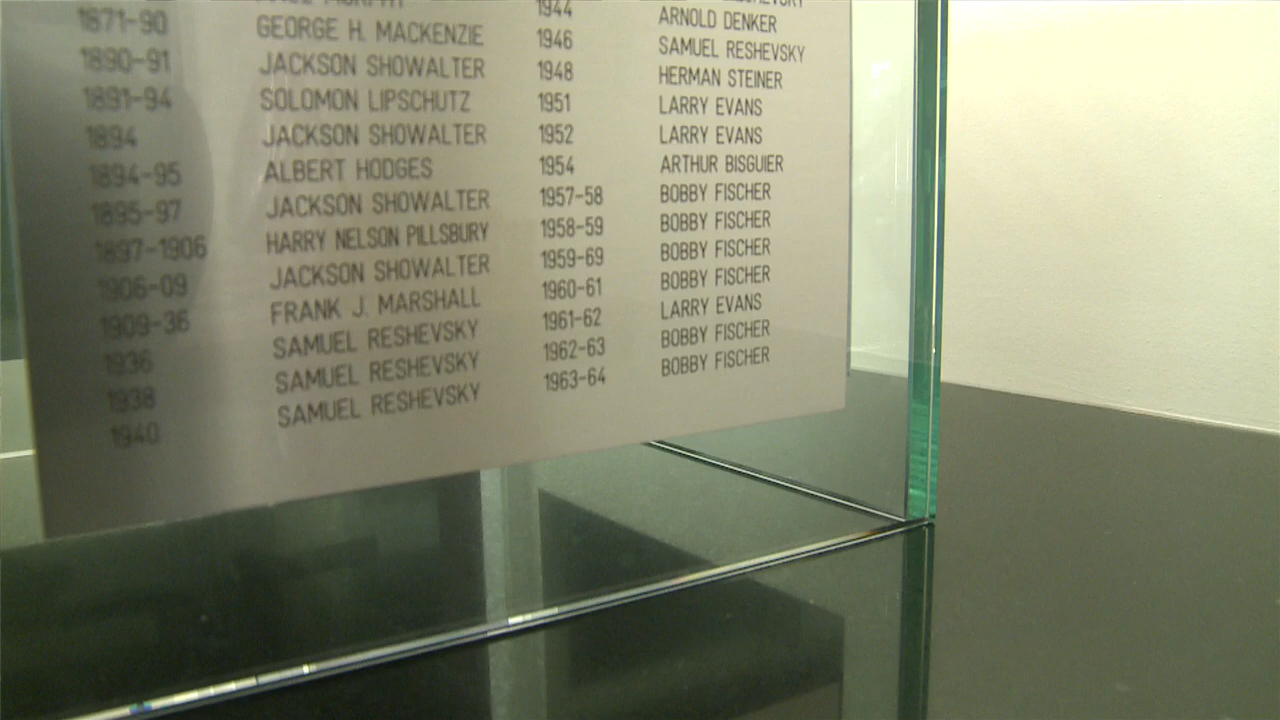 1944 ARNOLD DENKER
1871-90 GEORGE H. MACKENZIE 1946 SAMUEL RESHEVSKY
1890-91 JACKSON SHOWALTER 1948 HERMAN STEINER
1891-94 SOLOMON LIPSCHUTZ 1951 LARRY EVANS
1894 JACKSON SHOWALTER 1952 LARRY EVANS
1894-95 ALBERT HODGES 1954 ARTHUR BISGUIER
1895-97 JACKSON SHOWALTER 1957-58 BOBBY FISCHER
1897-1906 HARRY NELSON PILLSBURY 1958-59 BOBBY FISCHER
1906-09 JACKSON SHOWALTER 1959-69 BOBBY FISCHER
1909-36 FRANK J. MARSHALL 1960-61 BOBBY FISCHER
1936 SAMUEL RESHEVSKY 1961-62 LARRY EVANS
1938 SAMUEL RESHEVSKY 1962-63 BOBBY FISCHER
1940 SAMUEL RESHEVSKY 1963-64 BOBBY FISCHER